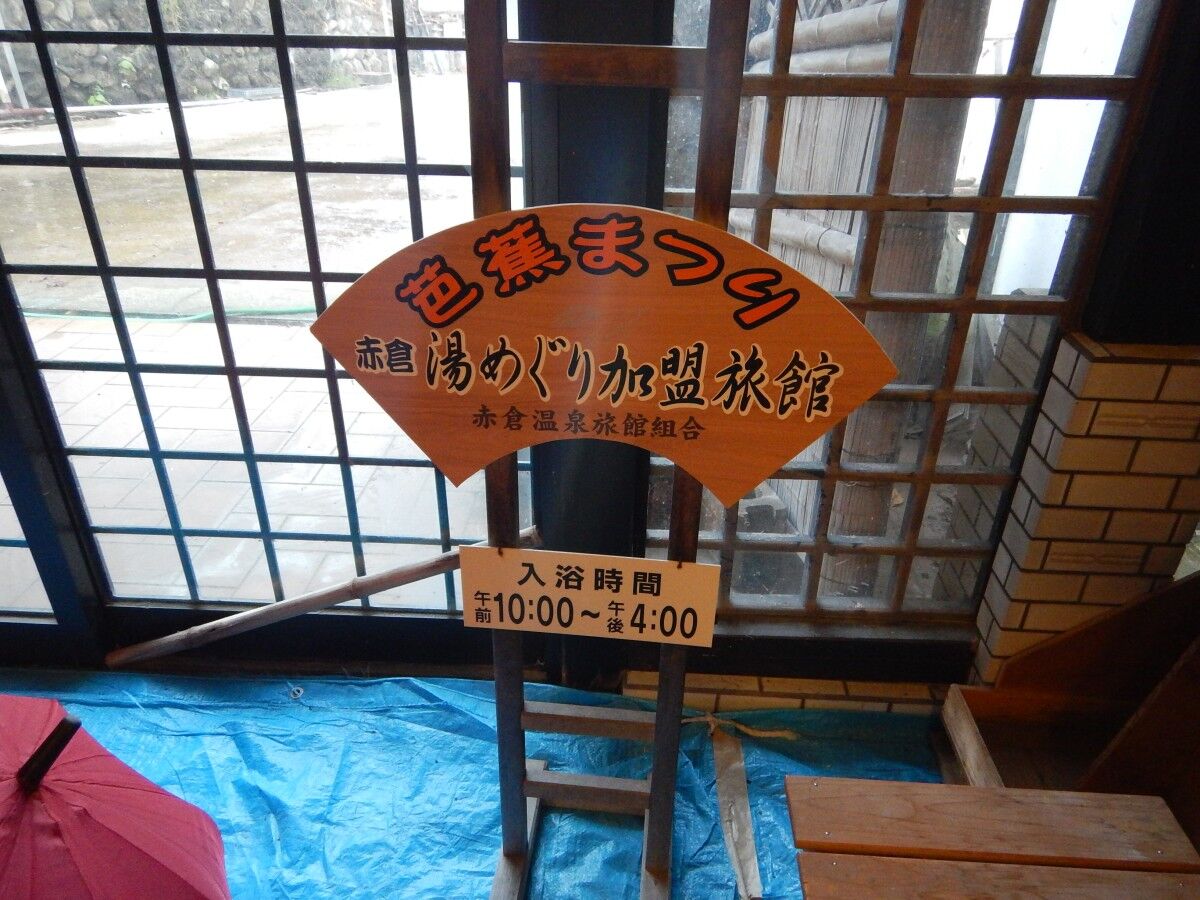 芭蕉まつり
赤倉 湯めぐり加盟旅館
赤倉温泉旅館組合
入浴時間
午前10:00～午後4:00